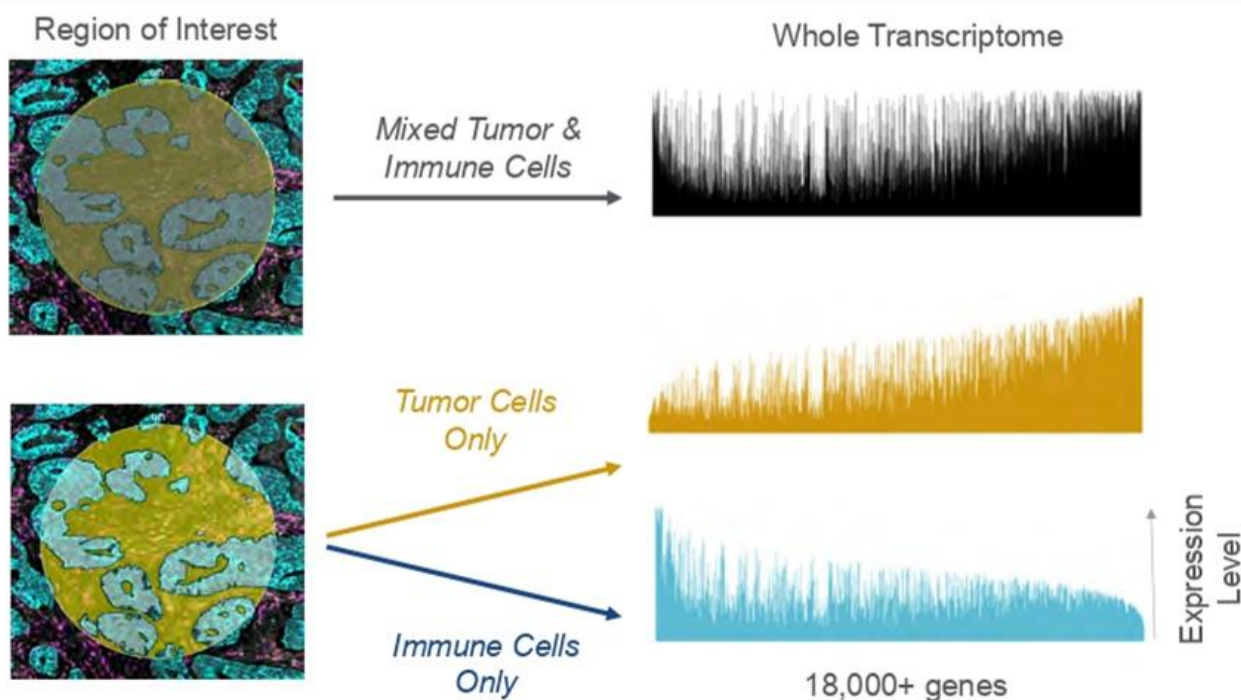 Region of Interest
Whole Transcriptome
Mixed Tumor &
Immune Cells
Tumor Cells
Only
Immune Cells
Only
Expression
Level
18,000+ genes